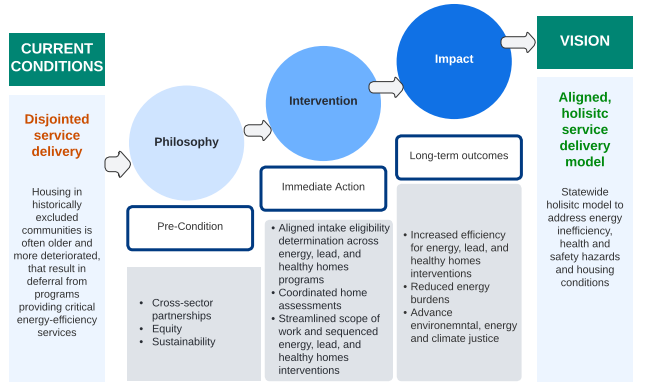 CURRENT
CONDITIONS
Disjointed
service
delivery
Housing in
historically
excluded
communities is
often older and
more deteriorated,
that result in
deferral from
programs
providing critical
energy-efficiency
services
Philosophy
Pre-Condition
• Cross-sector
partnerships
• Equity
• Sustainability
Intervention
Immediate Action
• Aligned intake eligibility
determination across
energy, lead, and
healthy homes
programs
• Coordinated home
assessments
• Streamlined scope of
work and sequenced
energy, lead, and
healthy homes
interventions
Impact
Long-term outcomes
• Increased efficiency
for energy, lead, and
healthy homes
interventions
• Reduced energy
burdens
• Advance
environemntal, energy
and climate justice
VISION
Aligned,
holisitc
service
delivery
model
Statewide
holisitc model to
address energy
inefficiency,
health and
safety hazards
and housing
conditions